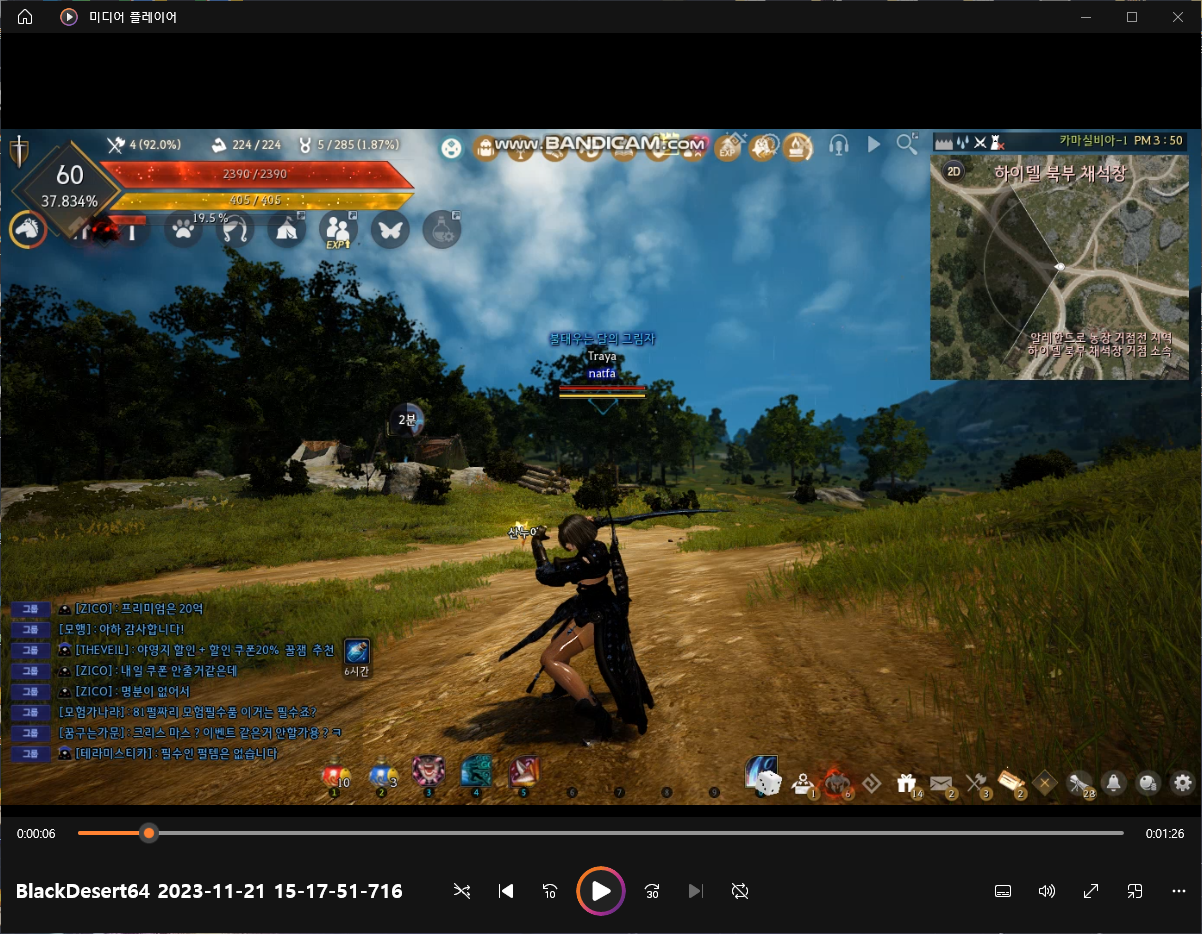 미디어 플레이어
4 (92.0%) 224 / 224 5 / 285 (1.87%)
www.BANDICAM.com
EXP
카마실비아-1 PM 3 : 50
60
37.834%
2390 / 2390
405 / 405
19.5 %
EXP
2D
하이델 북부 채석장
알레한드로 농장 거점전 지역
하이델 북부 채석장 거점 소속
불태우는 달의 그림자
Traya
natfa
2분
산누이
그룹 [ZICO] : 프리미엄은 20억
그룹 [모행] : 아하 감사합니다!
그룹 [THEVEIL] : 야영지 할인 + 할인 쿠폰20% 꿀잼 추천
그룹 [ZICO] : 내일 쿠폰 안줄거같은데
그룹 [ZICO] : 명분이 없어서
그룹 [모험가나라] : 8니펄짜리 모험필수품 이거는 필수죠?
그룹 [꿈구는가문] : 크리스 마스 ? 이벤트 같은거 안할가용 ? ㅋ
그룹 [테라미스티카] : 필수인 펄템은 없습니다
6시간
10 3
1 2 3 4 5 6 7 8 9
1 6 14 2 3 2 28
0:00:06 0:01:26
BlackDesert64 2023-11-21 15-17-51-716
10 30